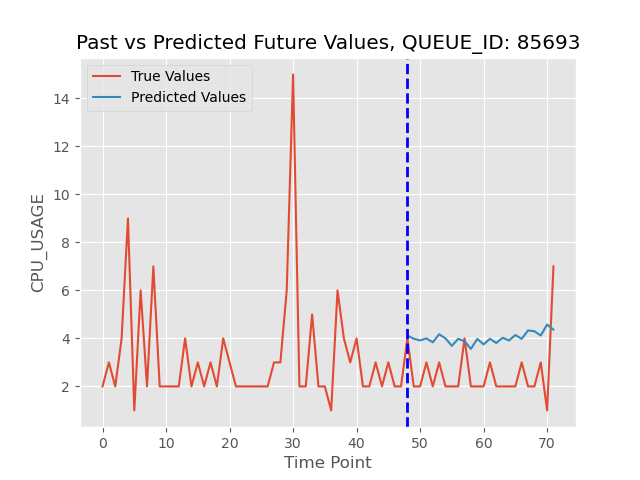 Past vs Predicted Future Values, QUEUE_ID: 85693
True Values
Predicted Values
CPU_USAGE
14
12
10
8
6
4
2
0 10 20 30 40 50 60 70
Time Point